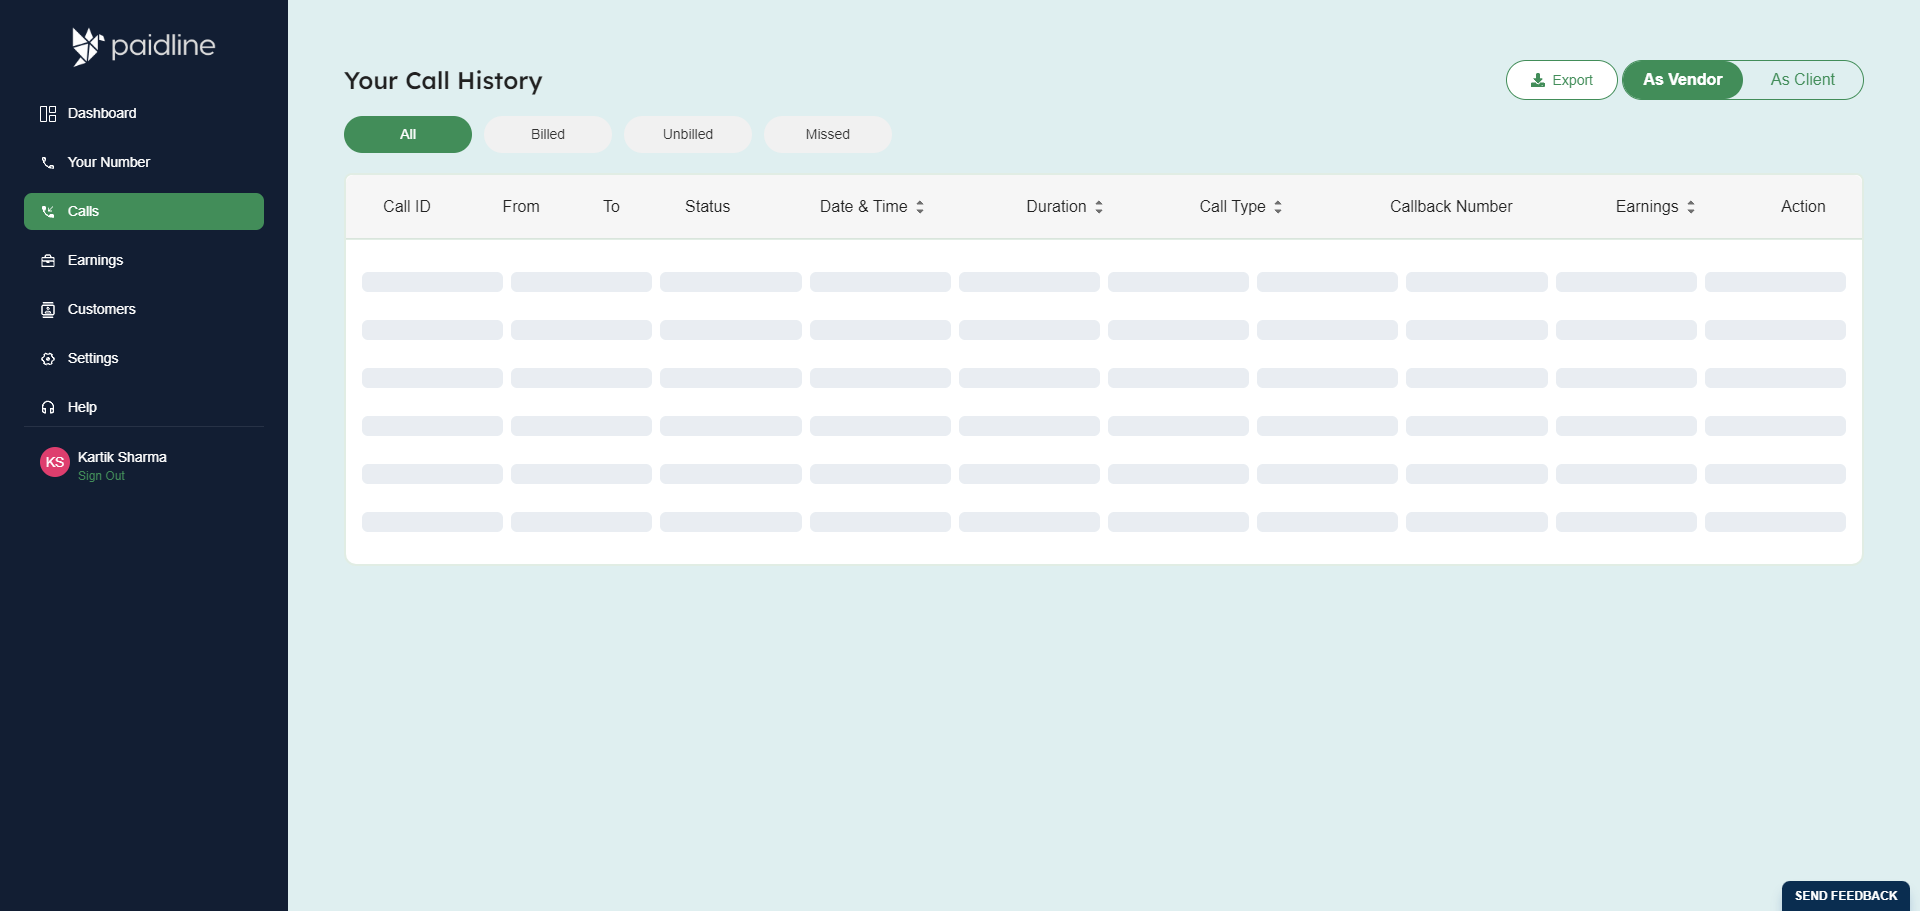 paidline
Dashboard
Your Number
Calls
Earnings
Customers
Settings
Help
KS
Kartik Sharma
Sign Out
Your Call History
Export
As Vendor
As Client
All
Billed
Unbilled
Missed
Call ID
From
To
Status
Date & Time
Duration
Call Type
Callback Number
Earnings
Action
SEND FEEDBACK